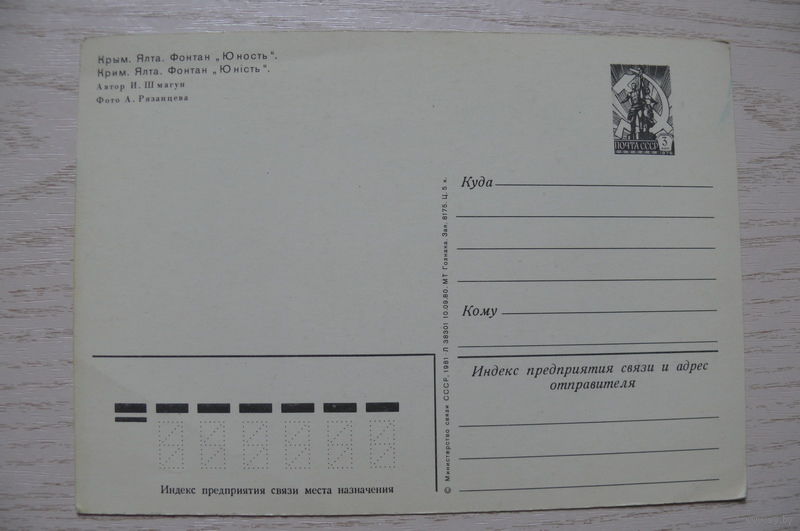 Крым. Ялта. Фонтан „Юность".
Крим. Ялта. Фонтан „Юність".
Автор И. Шмагун
Фото А. Рязанцева
ПОЧТА СССР 3
Куда
Кому
Индекс предприятия связи и адрес
отправителя
© Министерство связи СССР, 1981 Л 38301 10.09.80. МТ Гознака. Зак. 8175. Ц. 5 к.
Индекс предприятия связи места назначения